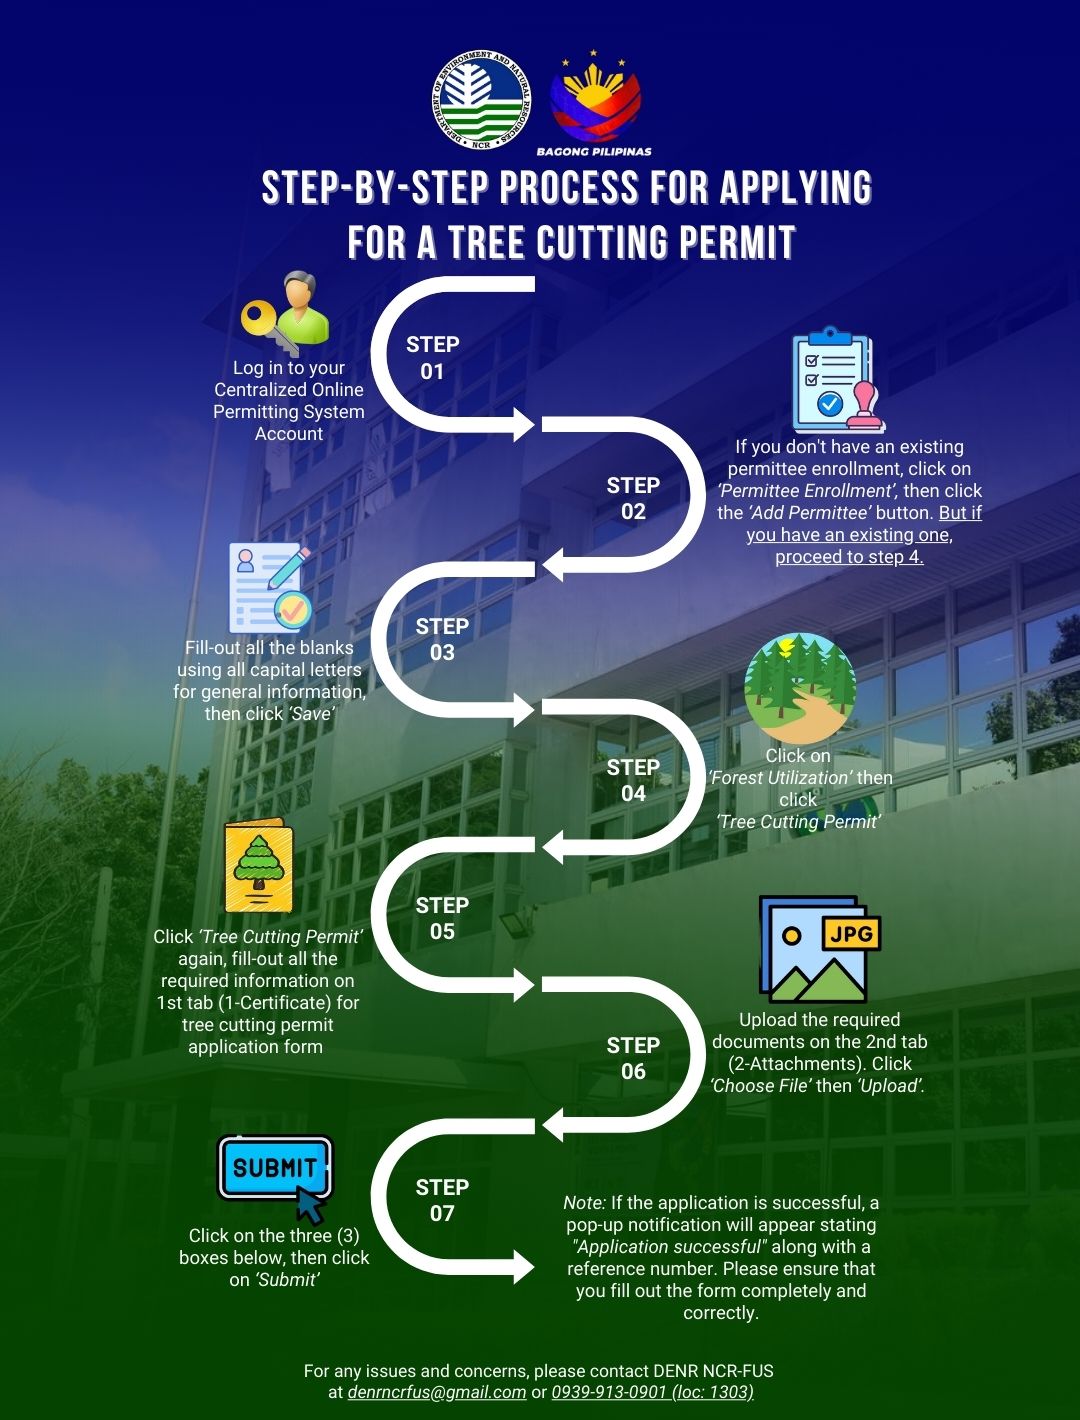 DEPARTMENT OF ENVIRONMENT AND NATURAL RESOURCES
NCR
BAGONG PILIPINAS
STEP-BY-STEP PROCESS FOR APPLYING
FOR A TREE CUTTING PERMIT
STEP
01
Log in to your
Centralized Online
Permitting System
Account
STEP
02
If you don't have an existing
permittee enrollment, click on
‘Permittee Enrollment’, then click
the ‘Add Permittee’ button. But if
you have an existing one,
proceed to step 4.
STEP
03
Fill-out all the blanks
using all capital letters
for general information,
then click ‘Save’
STEP
04
Click on
‘Forest Utilization’ then
click
‘Tree Cutting Permit’
STEP
05
Click ‘Tree Cutting Permit’
again, fill-out all the
required information on
1st tab (1-Certificate) for
tree cutting permit
application form
STEP
06
JPG
Upload the required
documents on the 2nd tab
(2-Attachments). Click
‘Choose File’ then ‘Upload’.
STEP
07
SUBMIT
Click on the three (3)
boxes below, then click
on ‘Submit’
Note: If the application is successful, a
pop-up notification will appear stating
"Application successful" along with a
reference number. Please ensure that
you fill out the form completely and
correctly.
For any issues and concerns, please contact DENR NCR-FUS
at denrncrfus@gmail.com or 0939-913-0901 (loc: 1303)